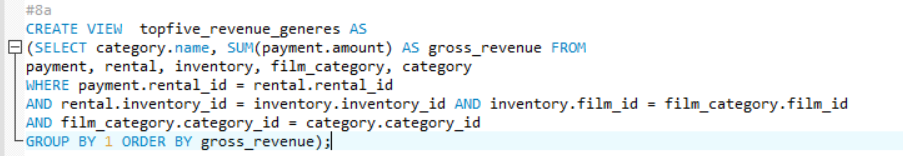 #8a
CREATE VIEW  topfive_revenue_generes AS
(SELECT category.name, SUM(payment.amount) AS gross_revenue FROM
payment, rental, inventory, film_category, category
WHERE payment.rental_id = rental.rental_id
AND rental.inventory_id = inventory.inventory_id AND inventory.film_id = film_category.film_id
AND film_category.category_id = category.category_id
GROUP BY 1 ORDER BY gross_revenue);